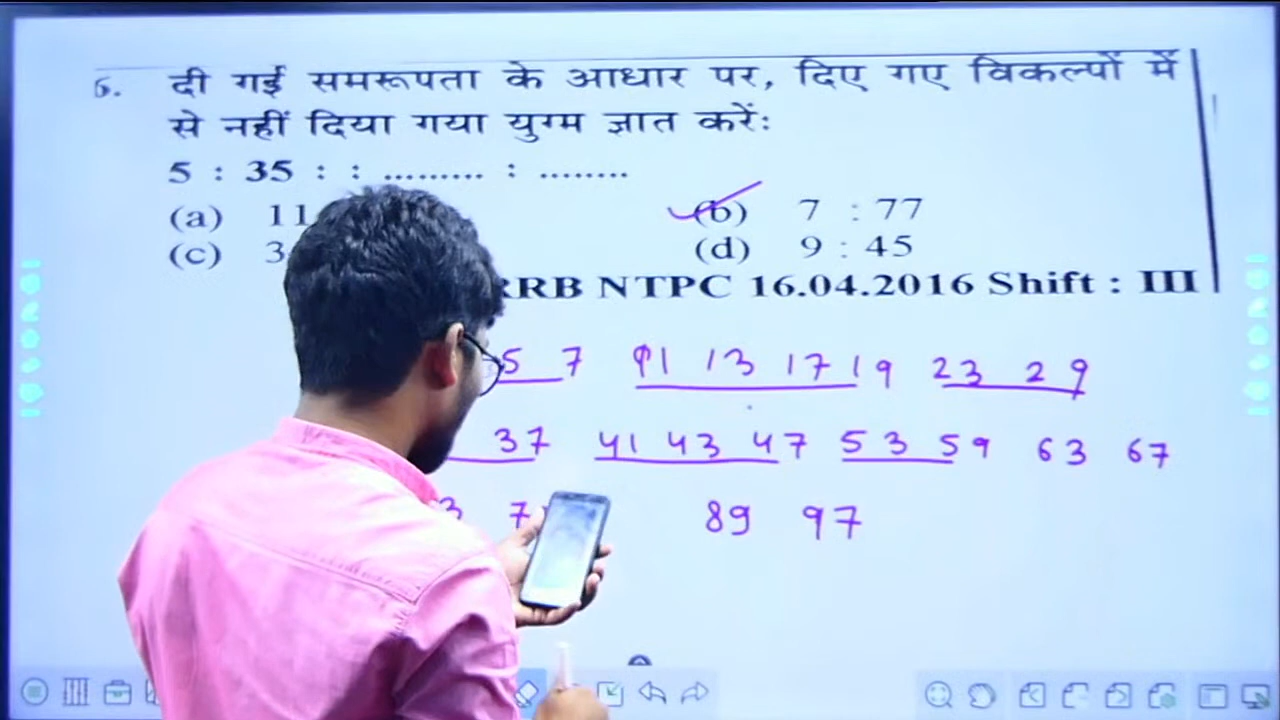 6. दी गई समरूपता के आधार पर, दिए गए विकल्पों में
से नहीं दिया गया युग्म ज्ञात करें:
5 : 35 : : ......... : ........
(a) 11
(b) 7 : 77
(c) 3
(d) 9 : 45
RRB NTPC 16.04.2016 Shift : III
5 7 11 13 17 19 23 29
37 41 43 47 53 59 63 67
3 7 89 97